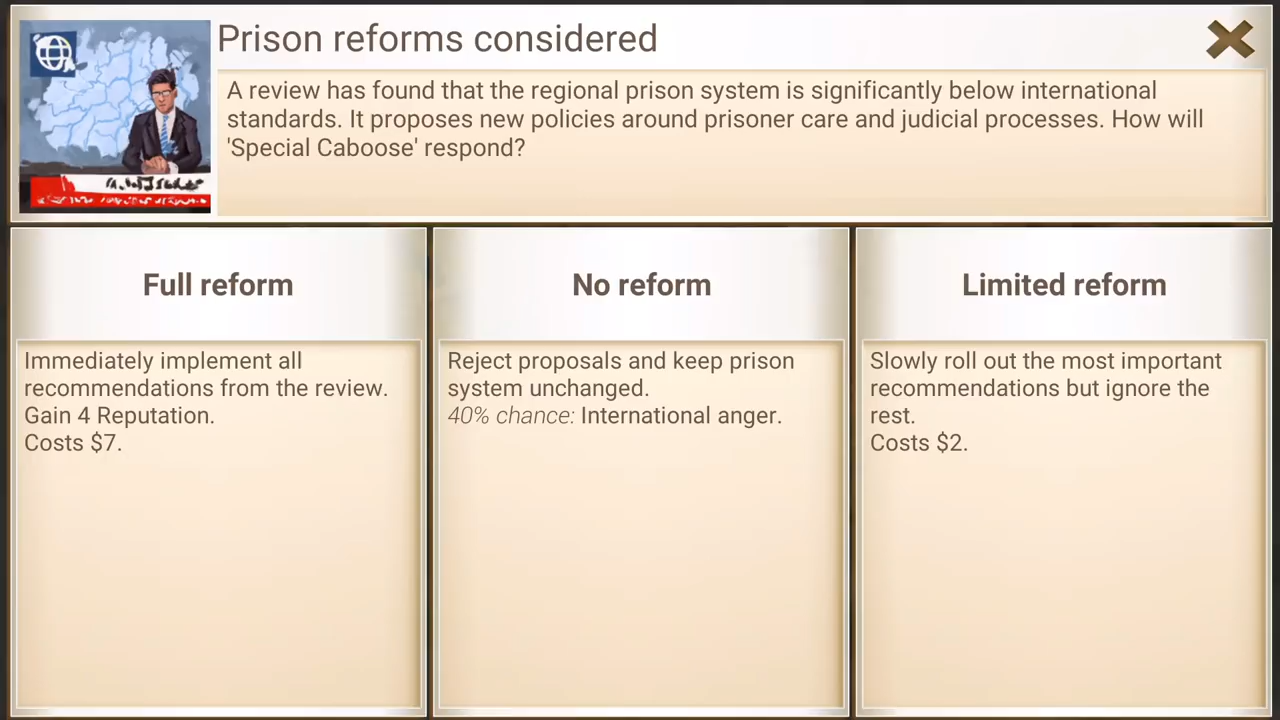 Prison reforms considered
A review has found that the regional prison system is significantly below international
standards. It proposes new policies around prisoner care and judicial processes. How will
'Special Caboose' respond?
Full reform
Immediately implement all
recommendations from the review.
Gain 4 Reputation.
Costs $7.
No reform
Reject proposals and keep prison
system unchanged.
40% chance: International anger.
Limited reform
Slowly roll out the most important
recommendations but ignore the
rest.
Costs $2.